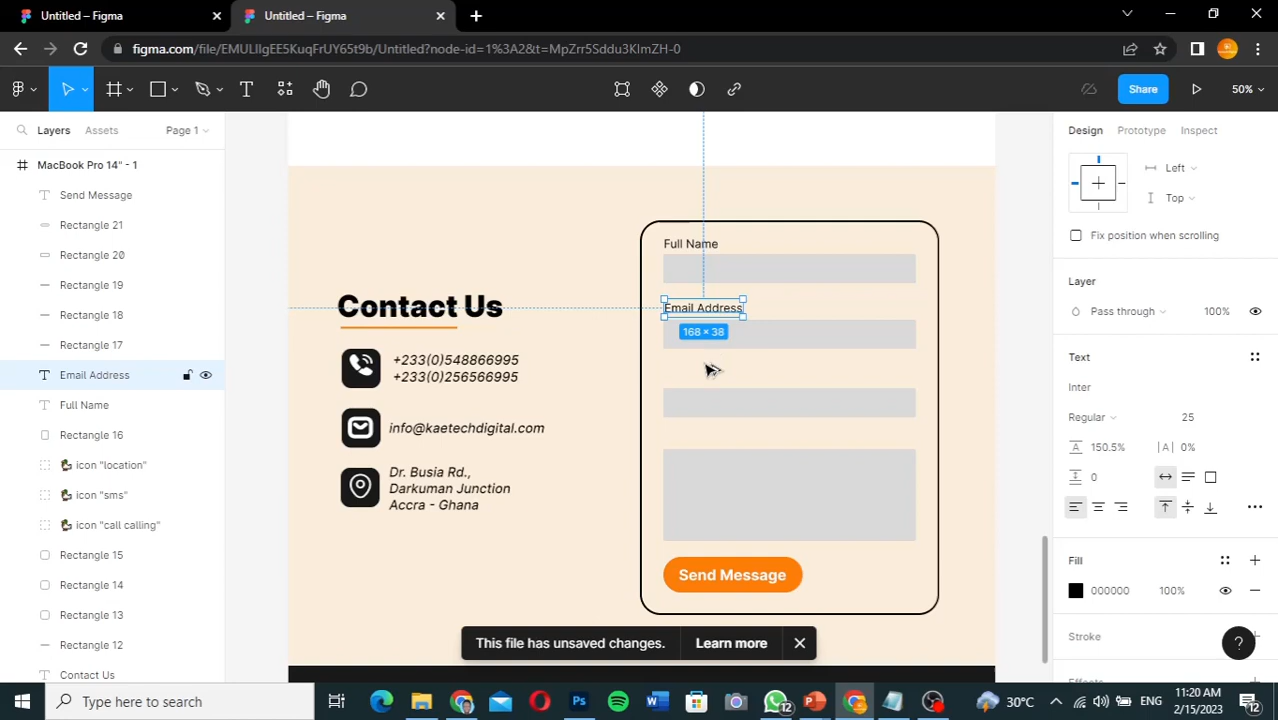 Untitled – Figma
Untitled – Figma
figma.com/file/EMULlIgEE5KuqFrUY65t9b/Untitled?node-id=1%3A2&t=MpZrr5Sddu3KlmZH-0
Share
50%
Layers
Assets
Page 1
MacBook Pro 14" - 1
Send Message
Rectangle 21
Rectangle 20
Rectangle 19
Rectangle 18
Rectangle 17
Email Address
Full Name
Rectangle 16
icon "location"
icon "sms"
icon "call calling"
Rectangle 15
Rectangle 14
Rectangle 13
Rectangle 12
Contact Us
Contact Us
+233(0)548866995
+233(0)256566995
info@kaetechdigital.com
Dr. Busia Rd.,
Darkuman Junction
Accra - Ghana
Full Name
Email Address
168 × 38
Send Message
This file has unsaved changes.
Learn more
Design
Prototype
Inspect
Left
Top
Fix position when scrolling
Layer
Pass through
100%
Text
Inter
Regular
25
150.5%
0%
0
Fill
000000
100%
Stroke
?
Type here to search
12
30°C
ENG
11:20 AM
2/15/2023
12